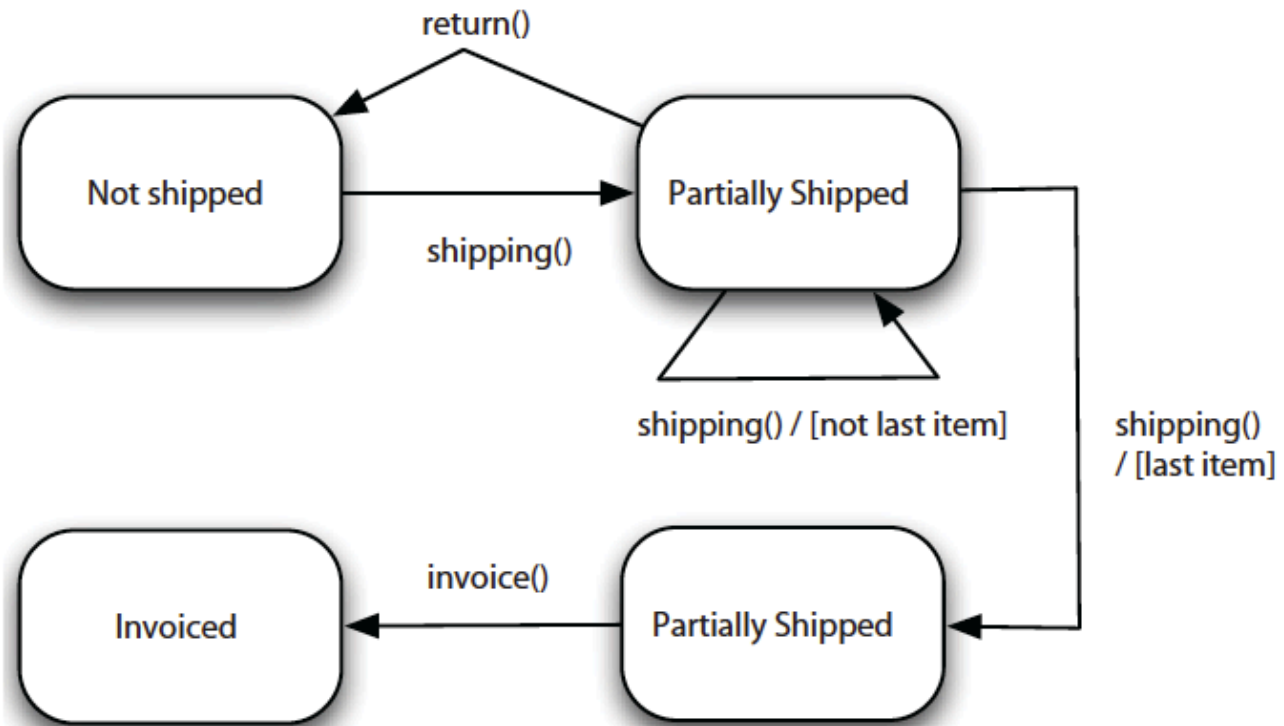 return()
Not shipped
Partially Shipped
shipping()
shipping() / [not last item]
shipping()
/ [last item]
Invoiced
invoice()
Partially Shipped